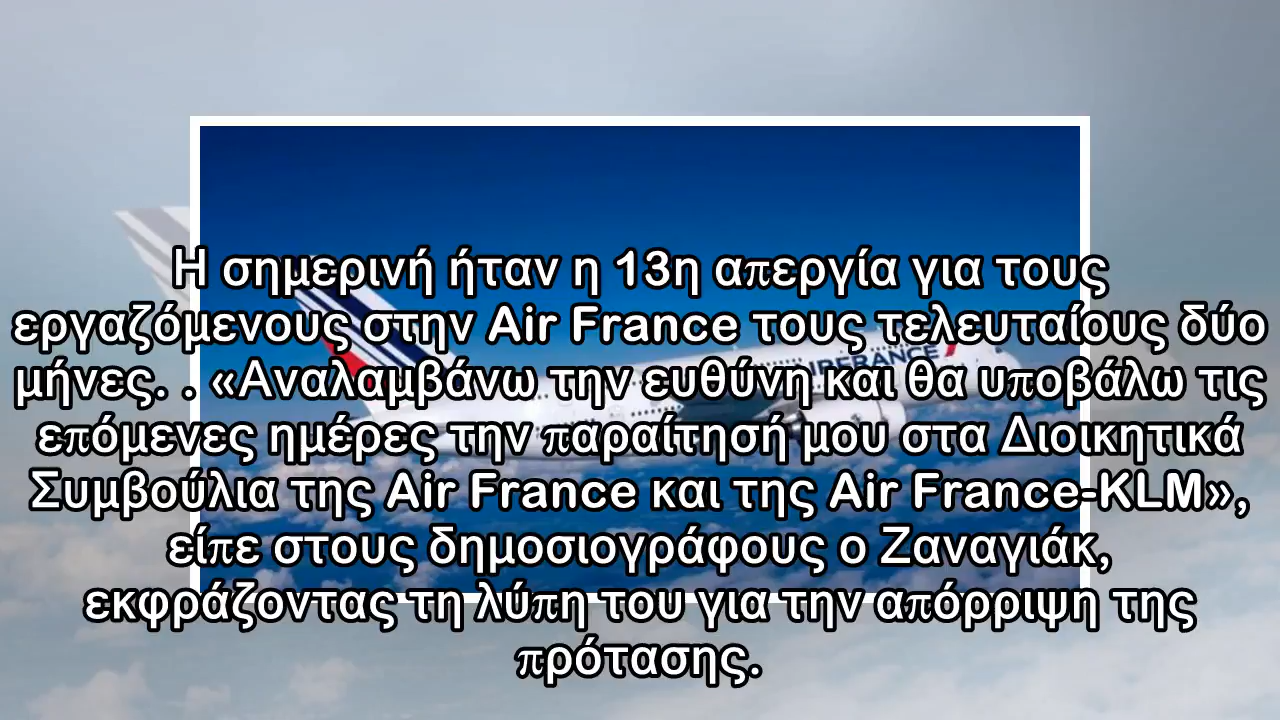 Η σημερινή ήταν η 13η απεργία για τους
εργαζόμενους στην Air France τους τελευταίους δύο
μήνες. . «Αναλαμβάνω την ευθύνη και θα υποβάλω τις
επόμενες ημέρες την παραίτησή μου στα Διοικητικά
Συμβούλια της Air France και της Air France-KLM»,
είπε στους δημοσιογράφους ο Ζαναγιάκ,
εκφράζοντας τη λύπη του για την απόρριψη της
πρότασης.
AIRFRANCE